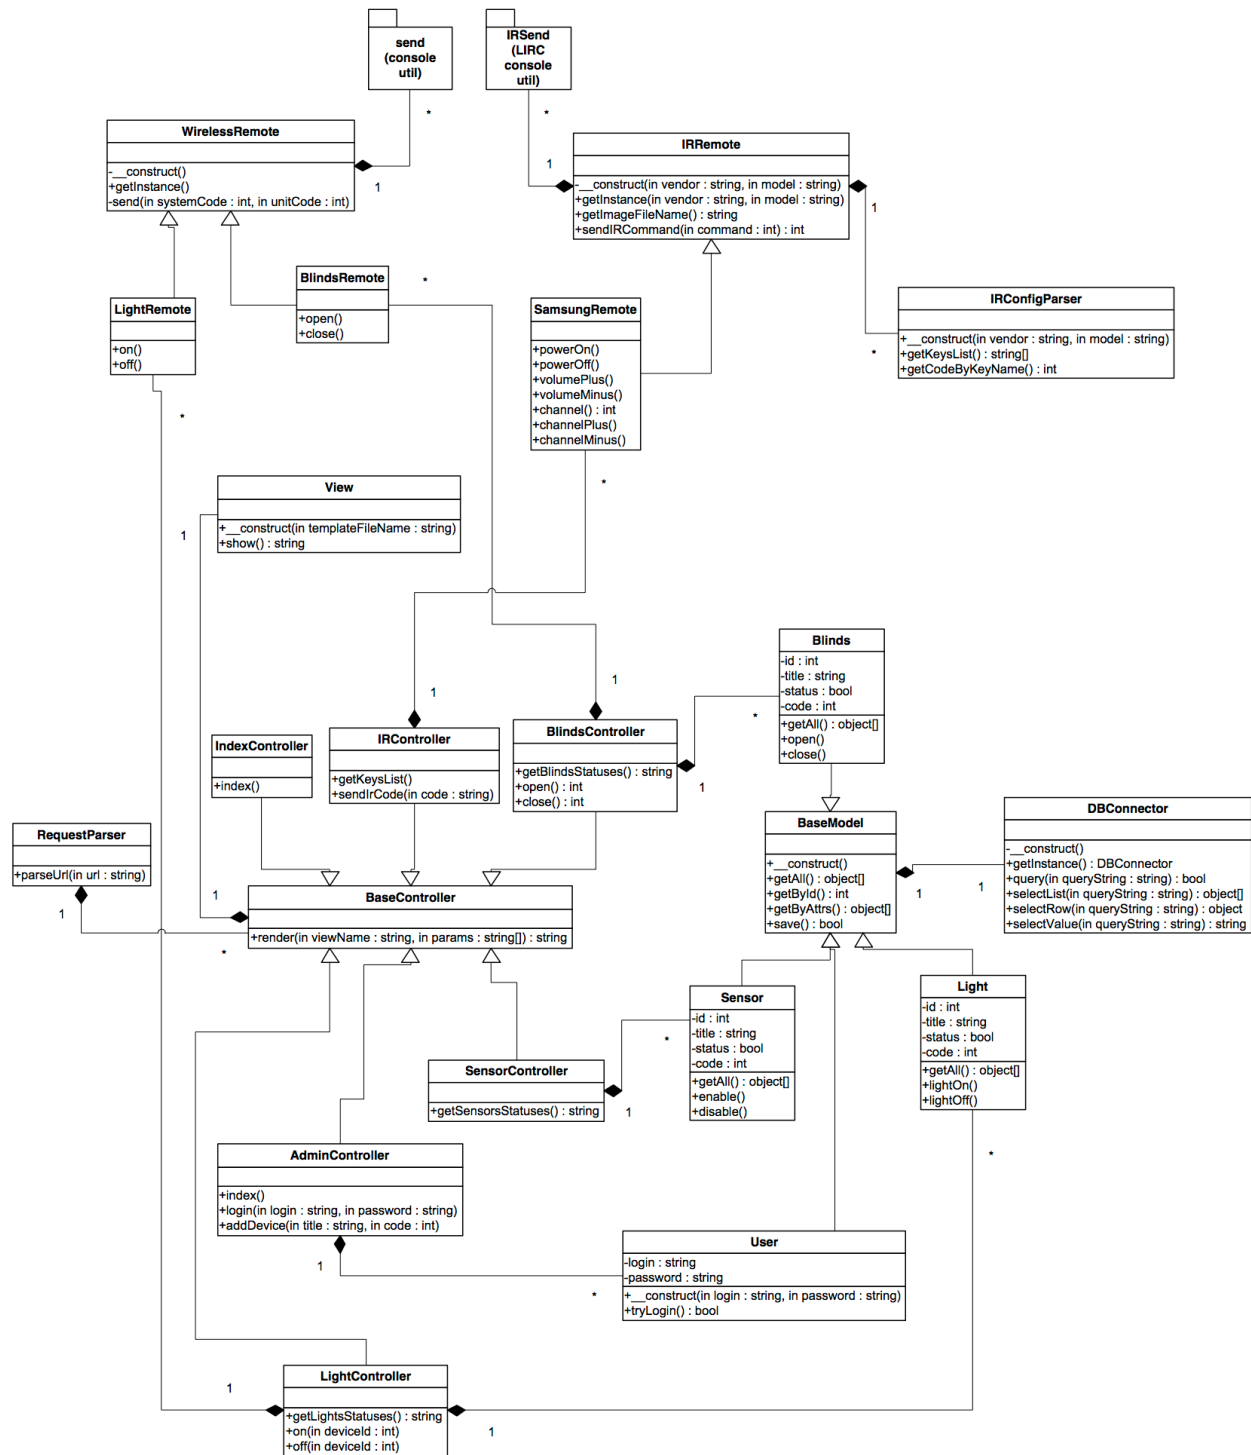 send
(console
util)
IRSend
(LIRC
console
util)
*
*
WirelessRemote
-__construct()
+getInstance()
-send(in systemCode : int, in unitCode : int)
1
1
IRRemote
-__construct(in vendor : string, in model : string)
+getInstance(in vendor : string, in model : string)
+getImageFileName() : string
+sendIRCommand(in command : int) : int
1
LightRemote
+on()
+off()
*
BlindsRemote
+open()
+close()
*
SamsungRemote
+powerOn()
+powerOff()
+volumePlus()
+volumeMinus()
+channel() : int
+channelPlus()
+channelMinus()
*
IRConfigParser
+__construct(in vendor : string, in model : string)
+getKeysList() : string[]
+getCodeByKeyName() : int
*
View
+__construct(in templateFileName : string)
+show() : string
1
Blinds
-id : int
-title : string
-status : bool
-code : int
+getAll() : object[]
+open()
+close()
*
1
1
IndexController
+index()
IRController
+getKeysList()
+sendIrCode(in code : string)
BlindsController
+getBlindsStatuses() : string
+open() : int
+close() : int
1
RequestParser
+parseUrl(in url : string)
1
BaseController
+render(in viewName : string, in params : string[]) : string
1
*
BaseModel
+__construct()
+getAll() : object[]
+getById() : int
+getByAttrs() : object[]
+save() : bool
1
1
DBConnector
-__construct()
+getInstance() : DBConnector
+query(in queryString : string) : bool
+selectList(in queryString : string) : object[]
+selectRow(in queryString : string) : object
+selectValue(in queryString : string) : string
Sensor
-id : int
-title : string
-status : bool
-code : int
+getAll() : object[]
+enable()
+disable()
*
Light
-id : int
-title : string
-status : bool
-code : int
+getAll() : object[]
+lightOn()
+lightOff()
*
SensorController
+getSensorsStatuses() : string
1
AdminController
+index()
+login(in login : string, in password : string)
+addDevice(in title : string, in code : int)
1
User
-login : string
-password : string
+__construct(in login : string, in password : string)
+tryLogin() : bool
*
LightController
+getLightsStatuses() : string
+on(in deviceId : int)
+off(in deviceId : int)
1
1